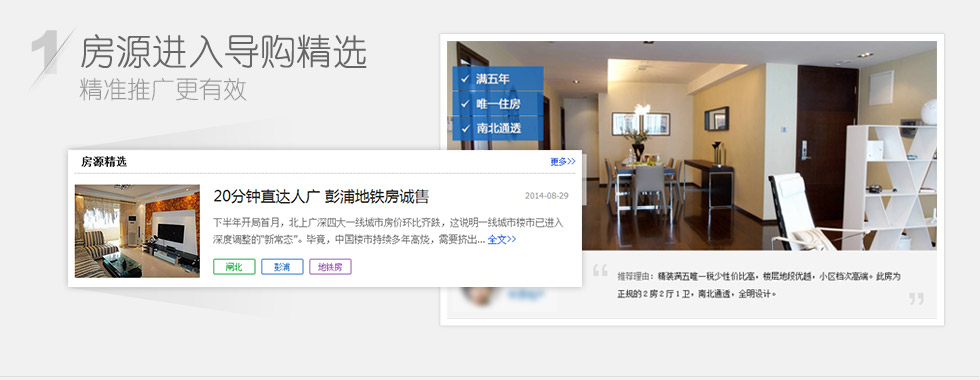 1
房源进入导购精选
精准推广更有效
满五年
唯一住房
南北通透
房源精选
更多>>
20分钟直达人广 彭浦地铁房诚售
2014-08-29
下半年开局首月，北上广深四大一线城市房价环比齐跌，这说明一线城市楼市已进入
深度调整的"新常态"。毕竟，中国楼市持续多年高烧，需要挤出... 全文>>
闸北
彭浦
地铁房
“
推荐理由：精装满五唯一税少性价比高，楼层地段优越，小区档次高端。此房为
正规的２房２厅１卫，南北通透，全明设计。
”